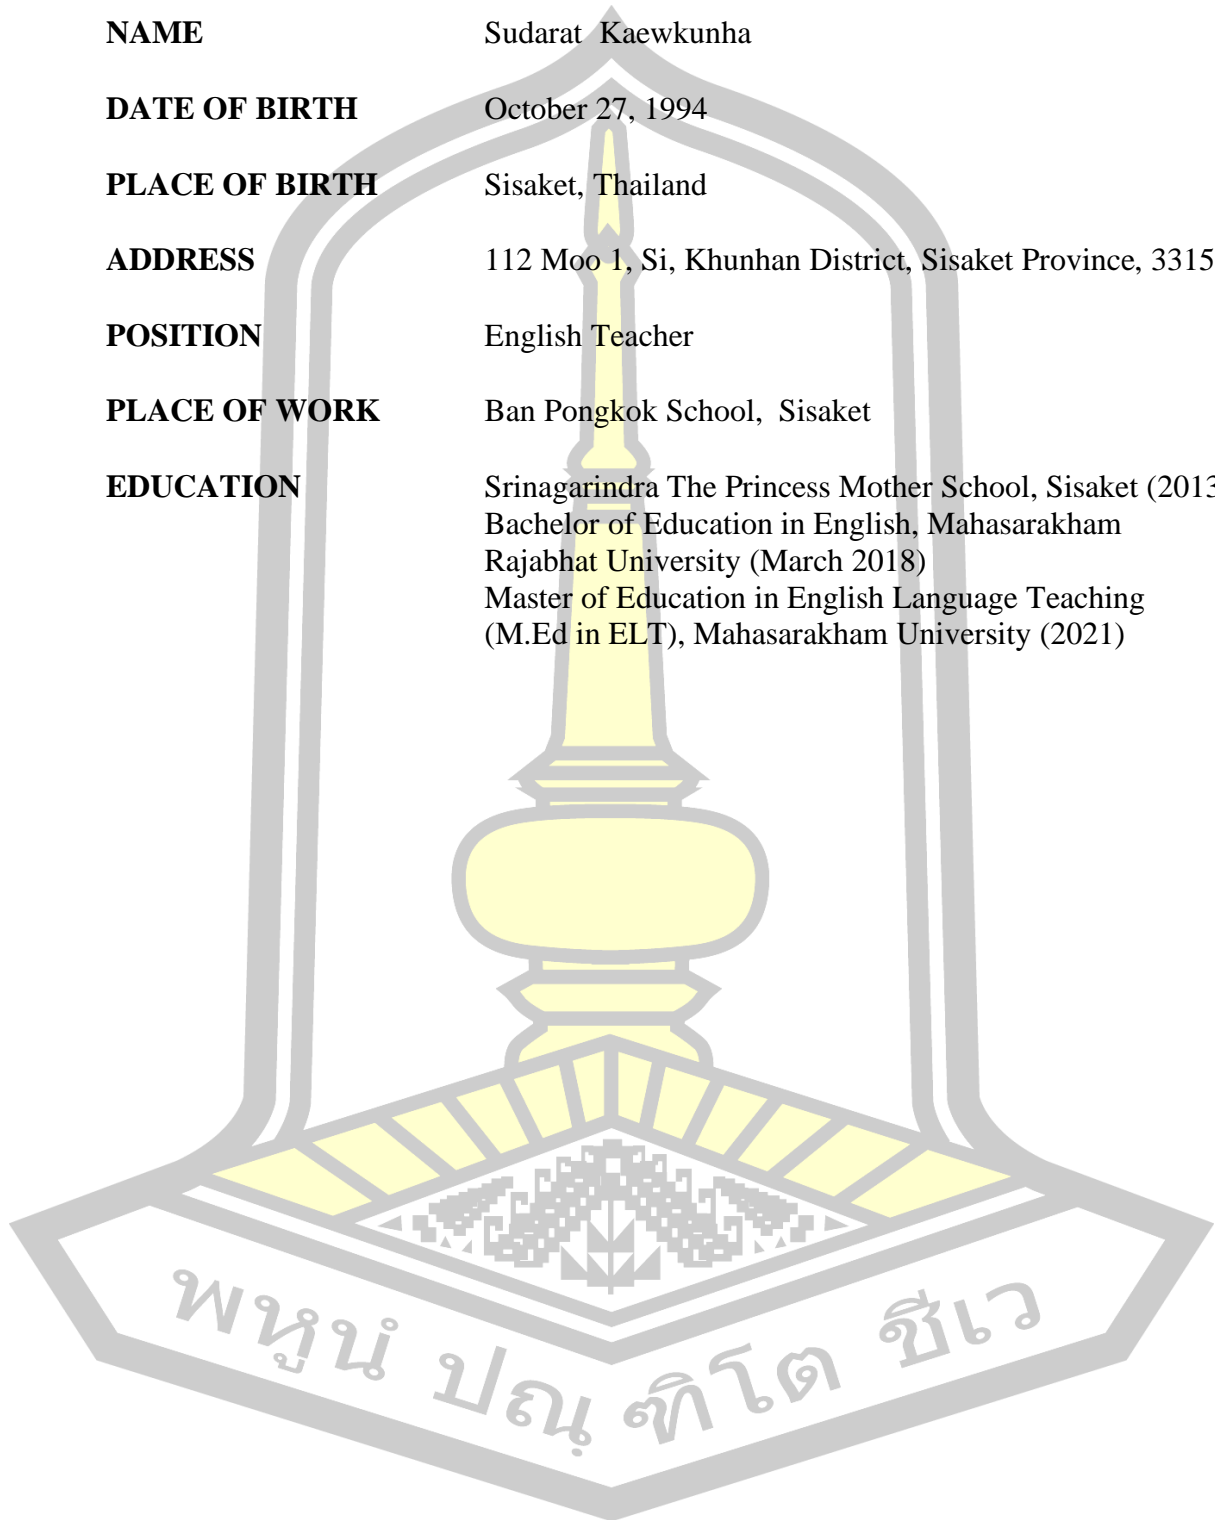 NAME Sudarat Kaewkunha
DATE OF BIRTH October 27, 1994
PLACE OF BIRTH Sisaket, Thailand
ADDRESS 112 Moo 1, Si, Khunhan District, Sisaket Province, 3315
POSITION English Teacher
PLACE OF WORK Ban Pongkok School, Sisaket
EDUCATION Srinagarindra The Princess Mother School, Sisaket (2013
Bachelor of Education in English, Mahasarakham
Rajabhat University (March 2018)
Master of Education in English Language Teaching
(M.Ed in ELT), Mahasarakham University (2021)
พหูนํ ปณฺฑิโต ชีเว